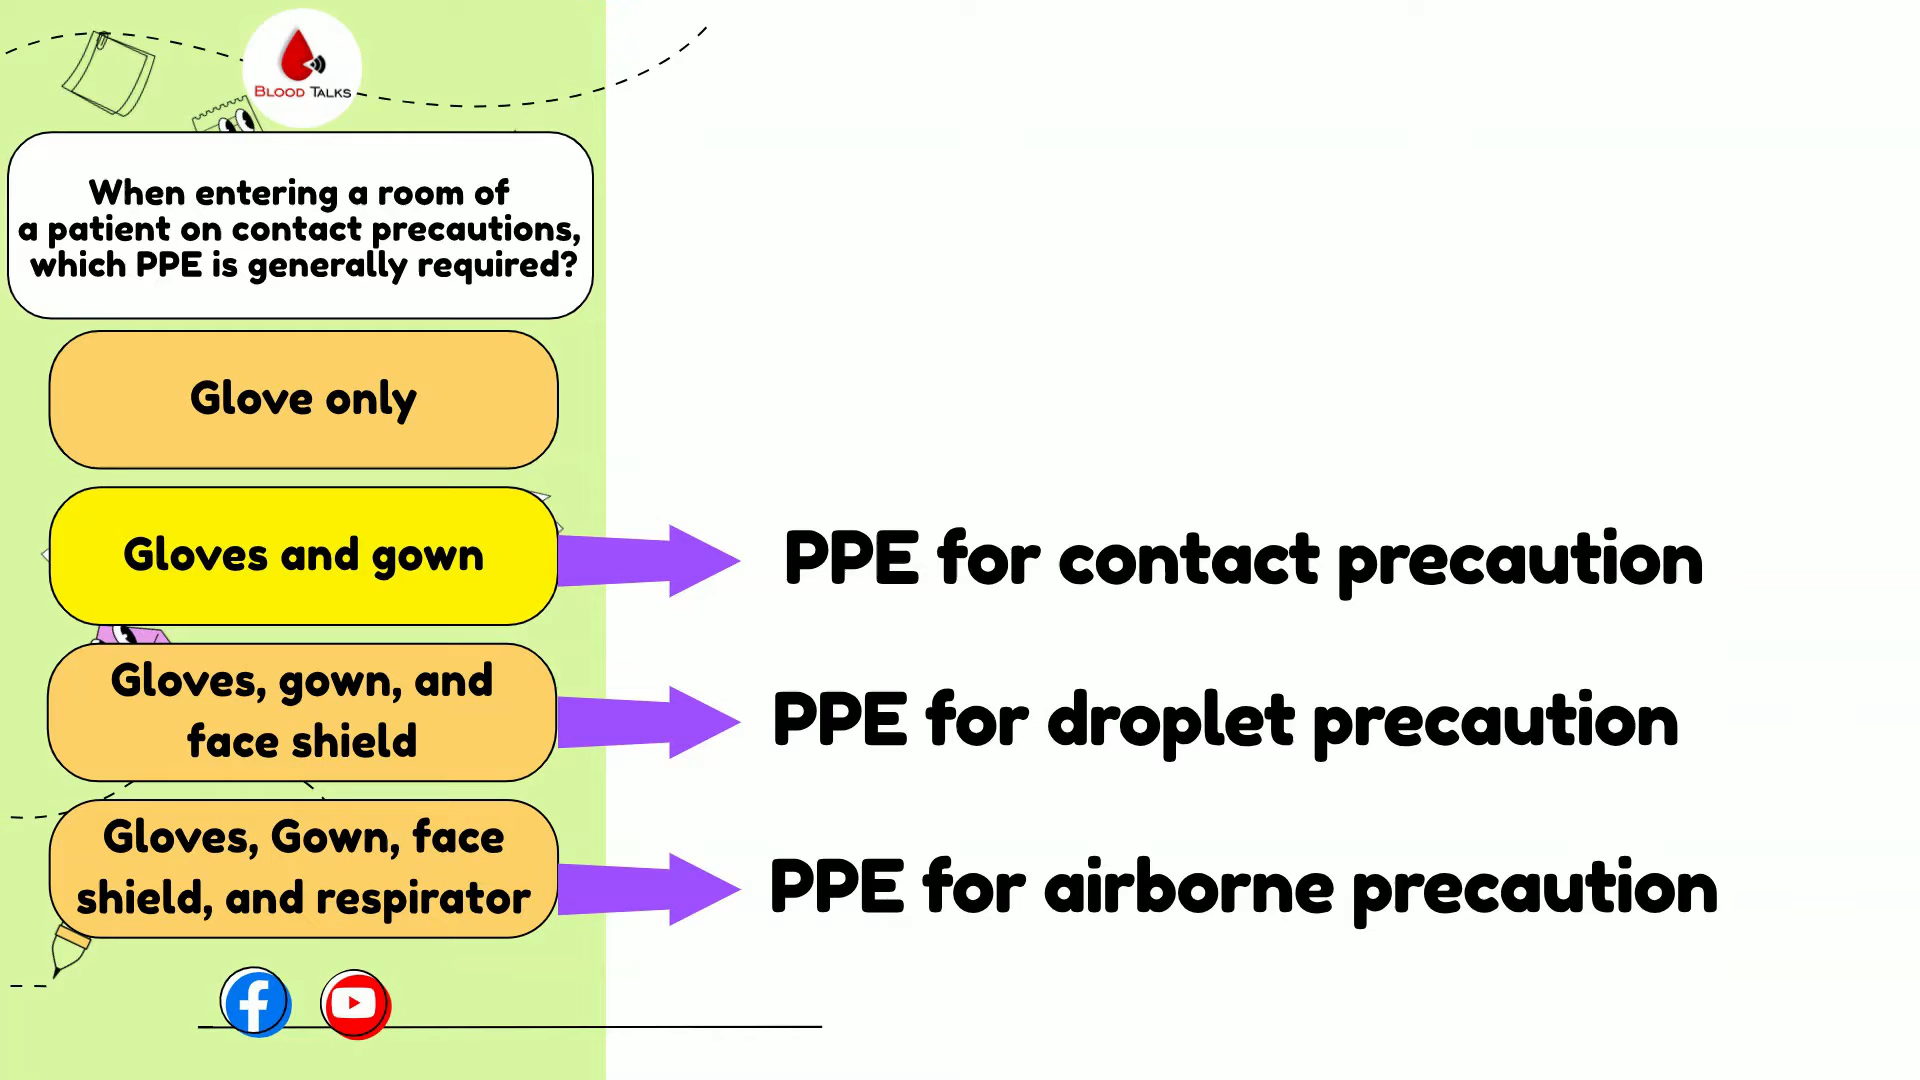 BLOOD TALKS
When entering a room of
a patient on contact precautions,
which PPE is generally required?
Glove only
Gloves and gown
PPE for contact precaution
Gloves, gown, and
face shield
PPE for droplet precaution
Gloves, Gown, face
shield, and respirator
PPE for airborne precaution